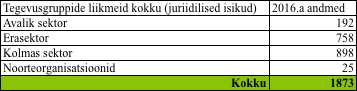 Tegevusgruppide liikmeid kokku (juriidilised isikud) 2016.a andmed
Avalik sektor 192
Erasektor 758
Kolmas sektor 898
Noorteorganisatsioonid 25
Kokku 1873